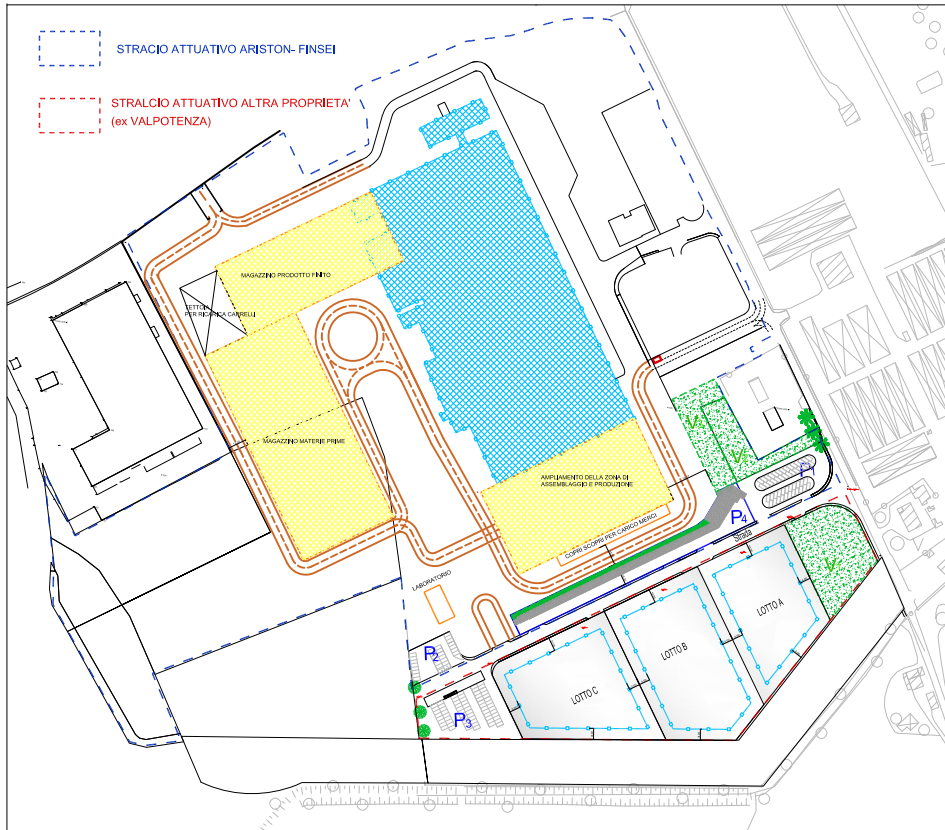 STRACIO ATTUATIVO ARISTON- FINSEI
STRALCIO ATTUATIVO ALTRA PROPRIETA'
(ex VALPOTENZA)
MAGAZZINO PRODOTTO FINITO
TETTOIA
PER RICARICA CARRELLI
MAGAZZINO MATERIE PRIME
AMPLIAMENTO DELLA ZONA DI
ASSEMBLAGGIO E PRODUZIONE
COPRI SCOPRI PER CARICO MERCI
LABORATORIO
Strada
P4
P2
P3
LOTTO A
LOTTO B
LOTTO C